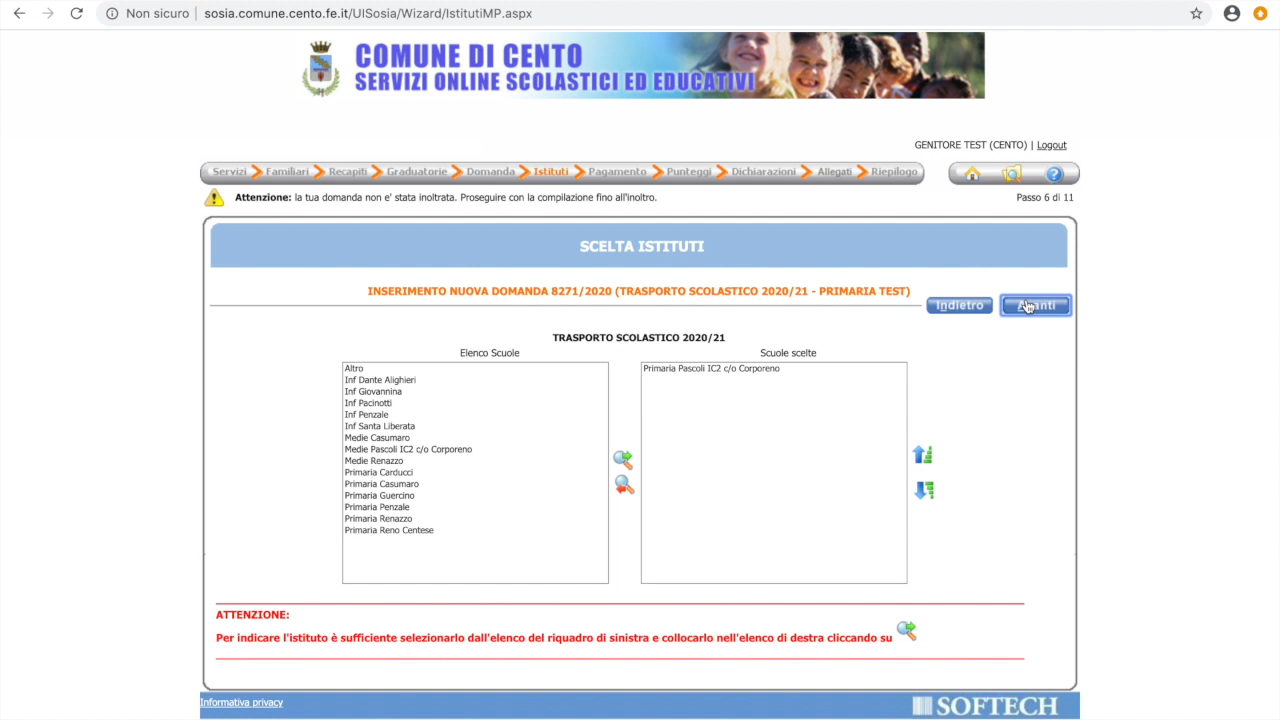 Non sicuro | sosia.comune.cento.fe.it/UISosia/Wizard/IstitutiMP.aspx
COMUNE DI CENTO
SERVIZI ONLINE SCOLASTICI ED EDUCATIVI
GENITORE TEST (CENTO) | Logout
Servizi Familiari Recapiti Graduatorie Domanda Istituti Pagamento Punteggi Dichiarazioni Allegati Riepilogo
Attenzione: la tua domanda non e' stata inoltrata. Proseguire con la compilazione fino all'inoltro.
Passo 6 di 11
SCELTA ISTITUTI
INSERIMENTO NUOVA DOMANDA 8271/2020 (TRASPORTO SCOLASTICO 2020/21 - PRIMARIA TEST)
Indietro Avanti
TRASPORTO SCOLASTICO 2020/21
Elenco Scuole
Altro
Inf Dante Alighieri
Inf Giovannina
Inf Pacinotti
Inf Penzale
Inf Santa Liberata
Medie Casumaro
Medie Pascoli IC2 c/o Corporeno
Medie Renazzo
Primaria Carducci
Primaria Casumaro
Primaria Guercino
Primaria Penzale
Primaria Renazzo
Primaria Reno Centese
Scuole scelte
Primaria Pascoli IC2 c/o Corporeno
ATTENZIONE:
Per indicare l'istituto è sufficiente selezionarlo dall'elenco del riquadro di sinistra e collocarlo nell'elenco di destra cliccando su
Informativa privacy
SOFTECH